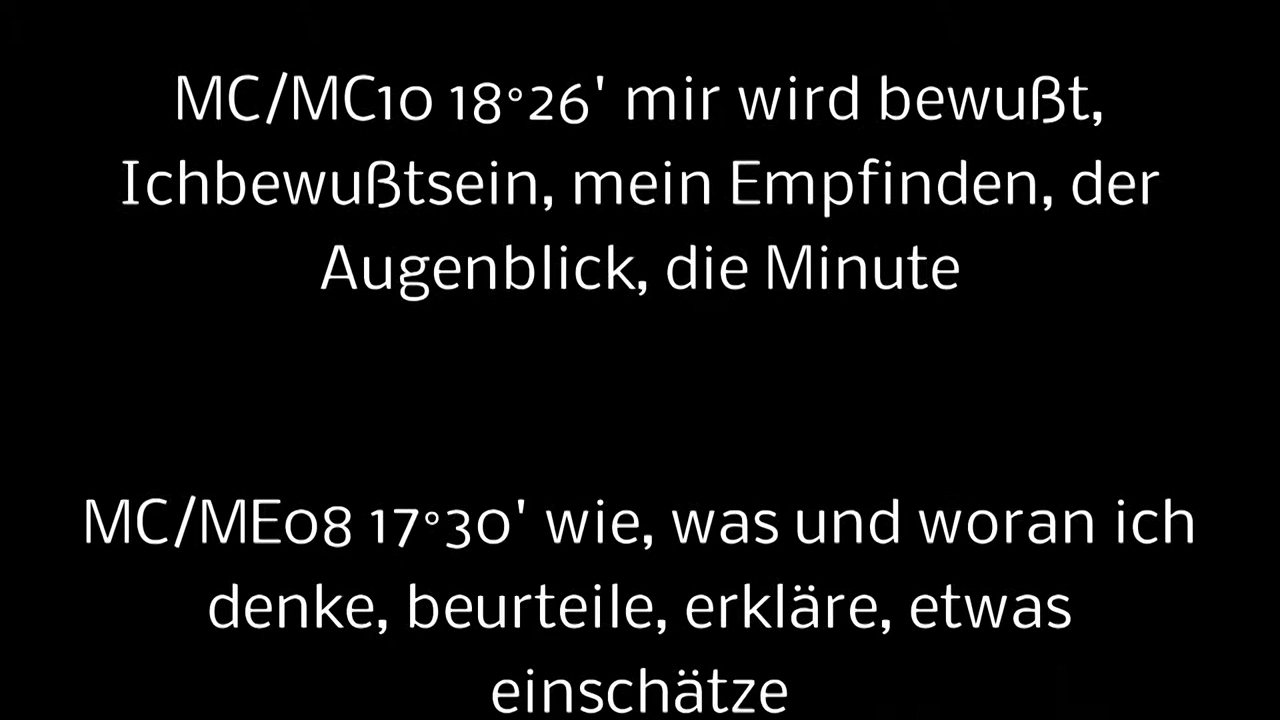 MC/MC10 18°26' mir wird bewußt,
Ichbewußtsein, mein Empfinden, der
Augenblick, die Minute
MC/ME08 17°30' wie, was und woran ich
denke, beurteile, erkläre, etwas
einschätze